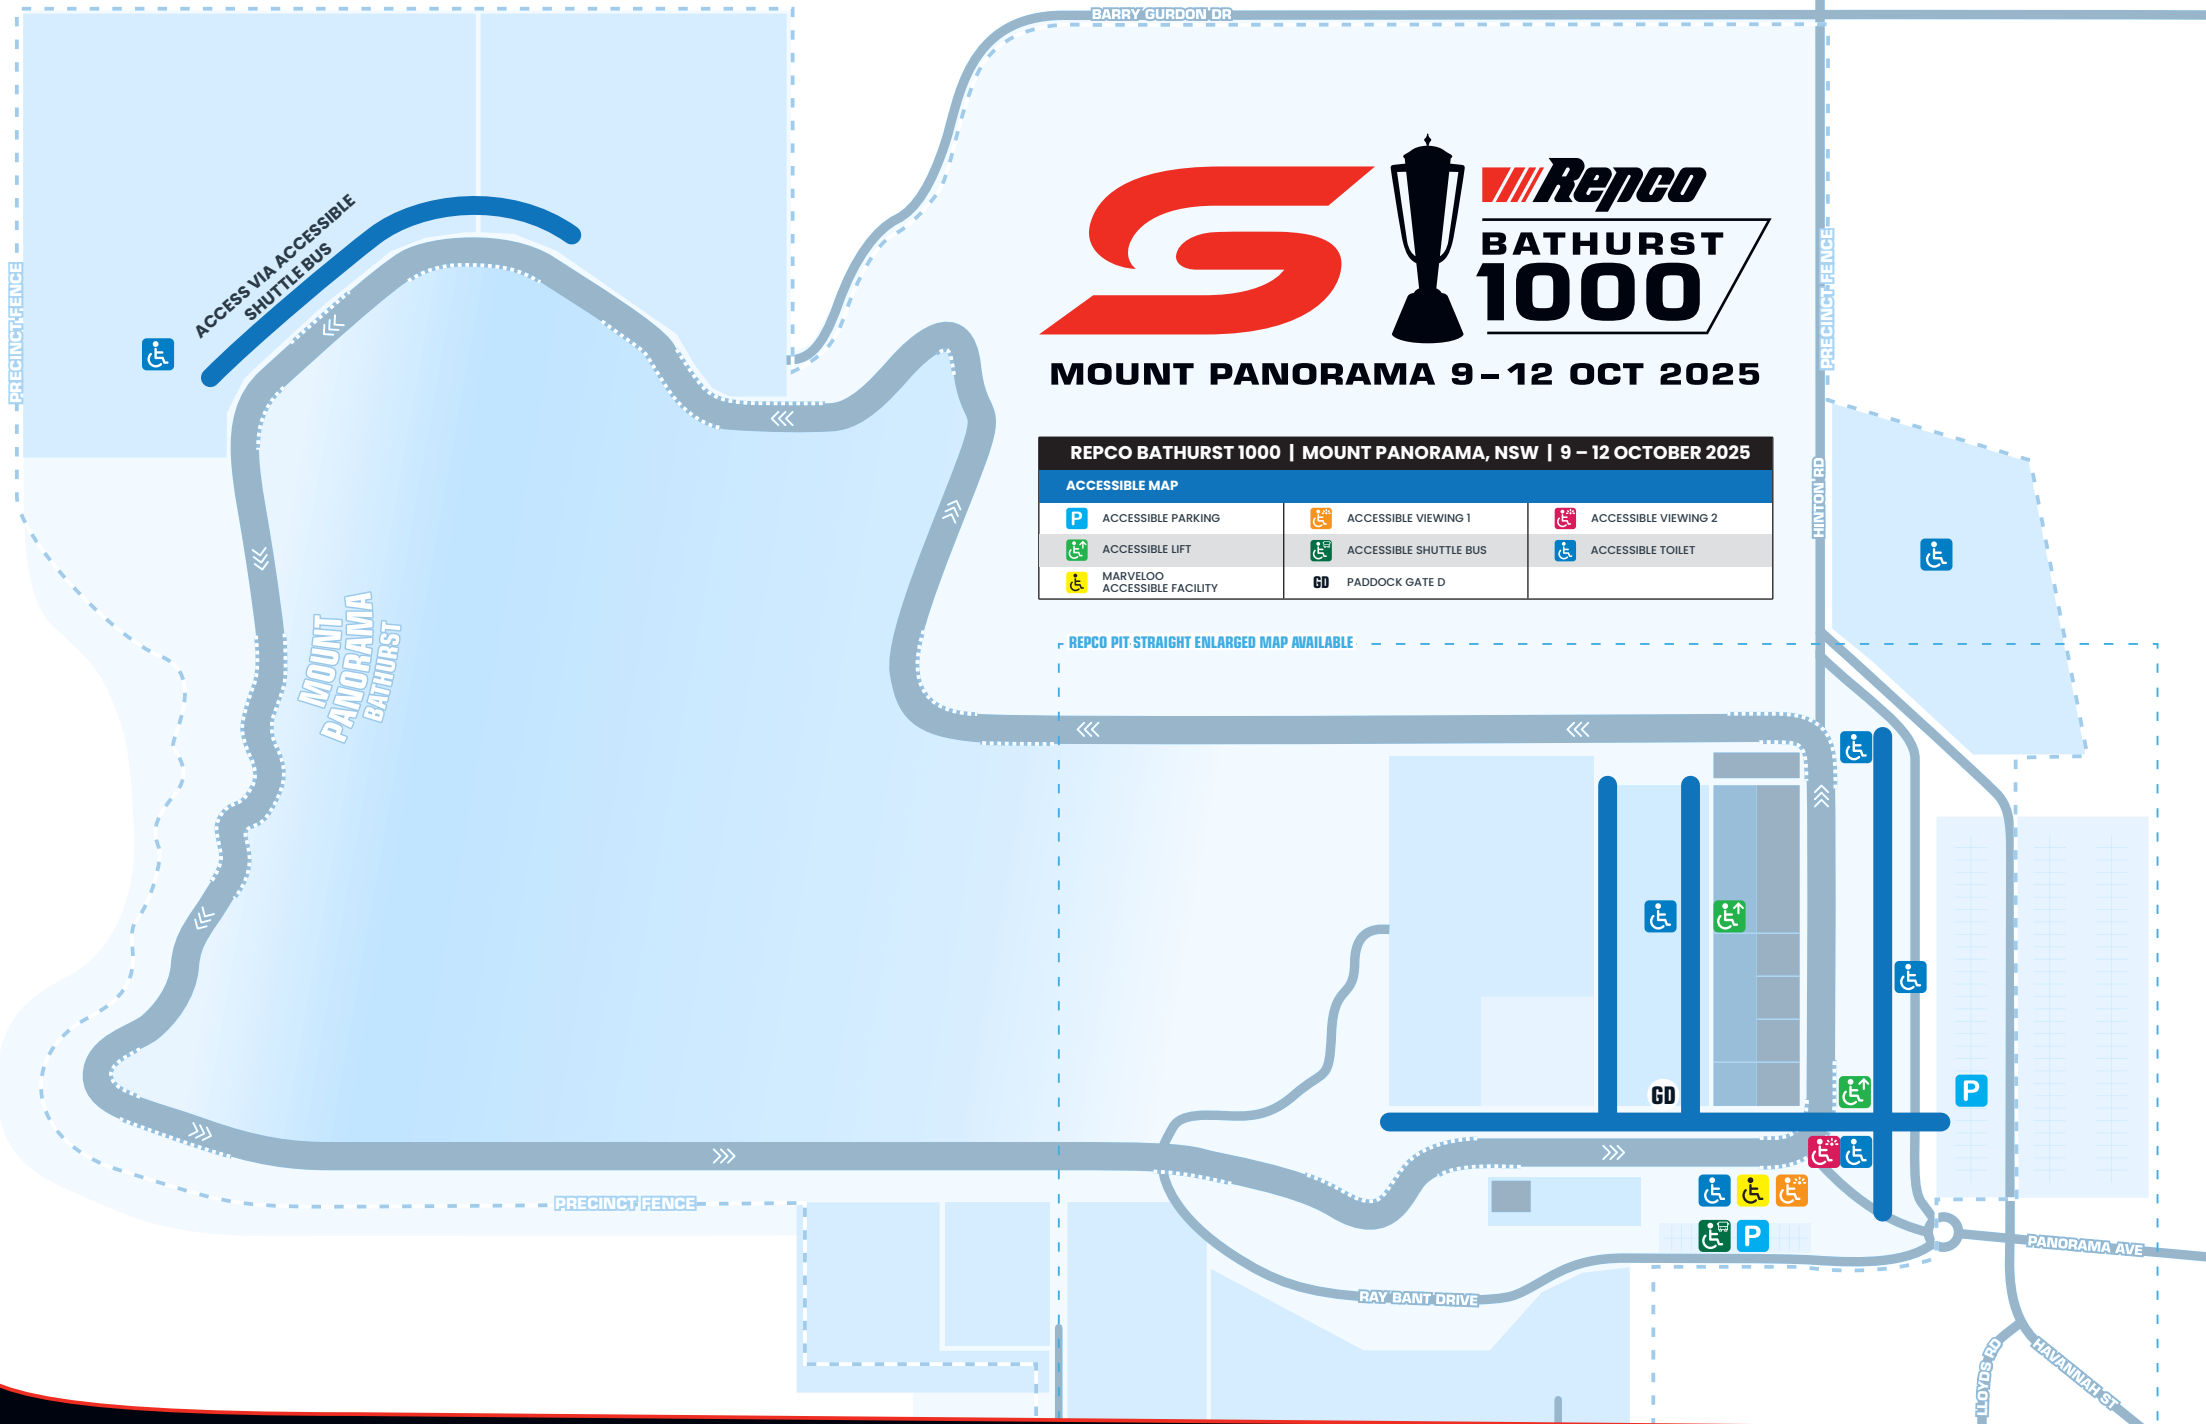 BARRY GURDON DR
Repco
BATHURST
1000
MOUNT PANORAMA 9–12 OCT 2025
PRECINCT FENCE
PRECINCT FENCE
ACCESS VIA ACCESSIBLE
SHUTTLE BUS
REPCO BATHURST 1000 | MOUNT PANORAMA, NSW | 9 – 12 OCTOBER 2025
ACCESSIBLE MAP
P ACCESSIBLE PARKING
ACCESSIBLE VIEWING 1
ACCESSIBLE VIEWING 2
ACCESSIBLE LIFT
ACCESSIBLE SHUTTLE BUS
ACCESSIBLE TOILET
MARVELOO
ACCESSIBLE FACILITY
GD PADDOCK GATE D
HINTON RD
REPCO PIT STRAIGHT ENLARGED MAP AVAILABLE
MOUNT
PANORAMA
BATHURST
GD
P
PRECINCT FENCE
P
PANORAMA AVE
RAY BANT DRIVE
LLOYDS RD
HAVANNAH ST